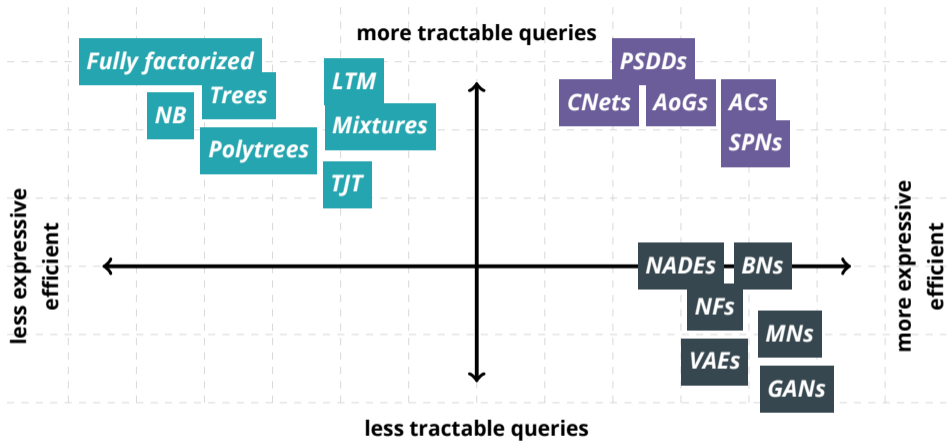 more tractable queries
Fully factorized
LTM
PSDDs
Trees
NB
CNets
AoGs
ACs
Mixtures
SPNs
Polytrees
TJT
less expressive
efficient
more expressive
efficient
NADEs
BNs
NFs
MNs
VAEs
GANs
less tractable queries